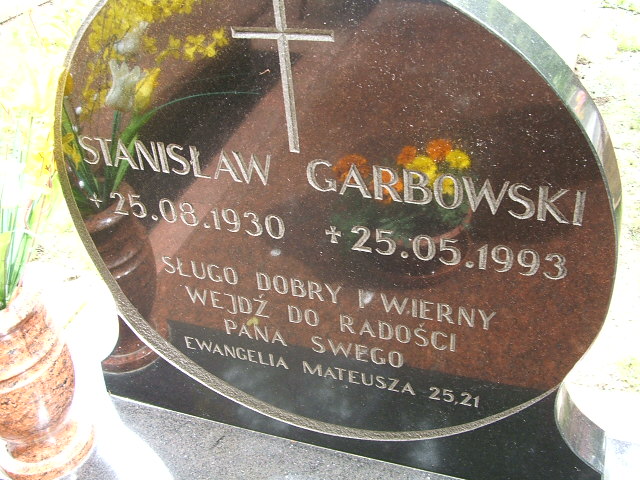 STANISŁAW GARBOWSKI
*25.08.1930 †25.05.1993
SŁUGO DOBRY I WIERNY
WEJDŹ DO RADOŚCI
PANA SWEGO
EWANGELIA MATEUSZA 25,21